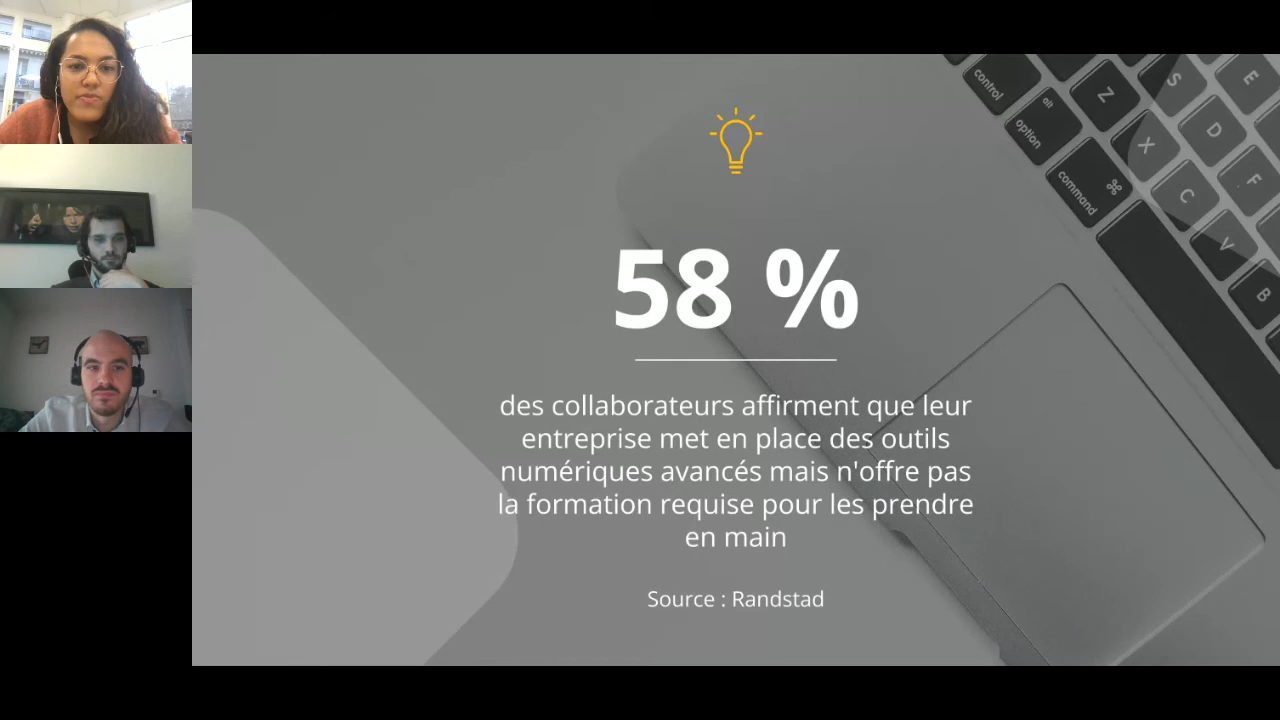 58 %
des collaborateurs affirment que leur
entreprise met en place des outils
numériques avancés mais n'offre pas
la formation requise pour les prendre
en main
Source : Randstad
control
alt
option
command
⌘
Z
X
C
V
B
S
D
F
E